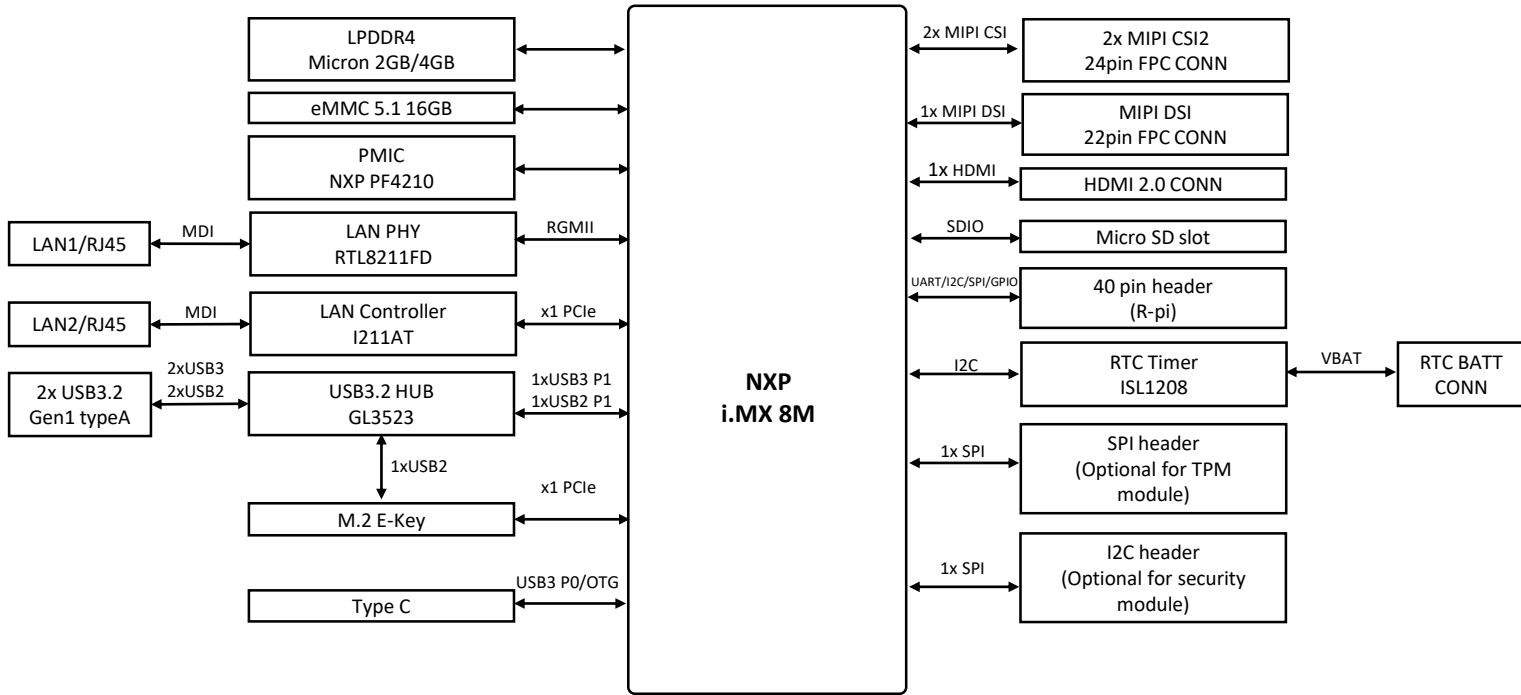 LPDDR4
Micron 2GB/4GB
eMMC 5.1 16GB
PMIC
NXP PF4210
LAN1/RJ45
MDI
LAN PHY
RTL8211FD
RGMII
LAN2/RJ45
MDI
LAN Controller
I211AT
x1 PCIe
2x USB3.2
Gen1 typeA
2xUSB3
2xUSB2
USB3.2 HUB
GL3523
1xUSB3 P1
1xUSB2 P1
1xUSB2
M.2 E-Key
x1 PCIe
Type C
USB3 P0/OTG
NXP
i.MX 8M
2x MIPI CSI
2x MIPI CSI2
24pin FPC CONN
1x MIPI DSI
MIPI DSI
22pin FPC CONN
1x HDMI
HDMI 2.0 CONN
SDIO
Micro SD slot
UART/I2C/SPI/GPIO
40 pin header
(R-pi)
I2C
RTC Timer
ISL1208
VBAT
RTC BATT
CONN
1x SPI
SPI header
(Optional for TPM
module)
1x SPI
I2C header
(Optional for security
module)